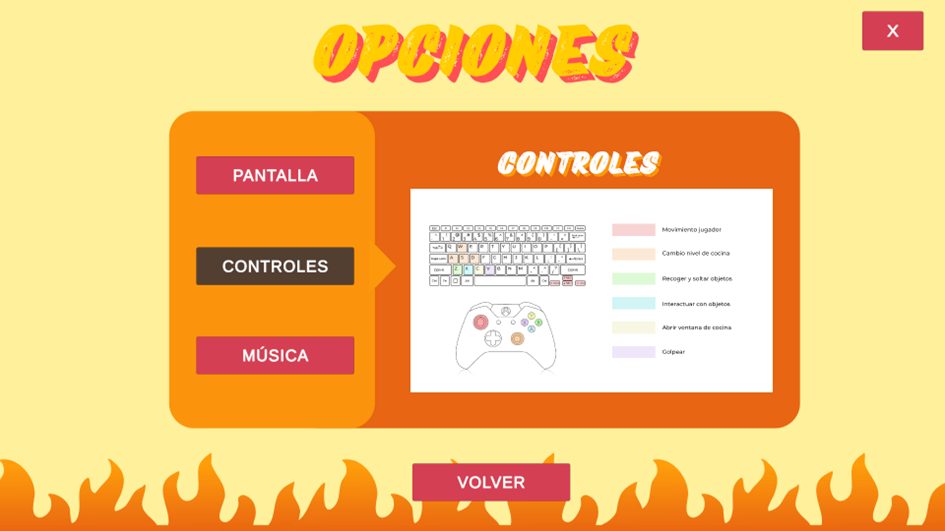 OPCIONES
X
PANTALLA
CONTROLES
MÚSICA
CONTROLES
Movimiento jugador
Cambio nivel de cocina
Recoger y soltar objetos
Interactuar con objetos
Abrir ventana de cocina
Golpear
VOLVER